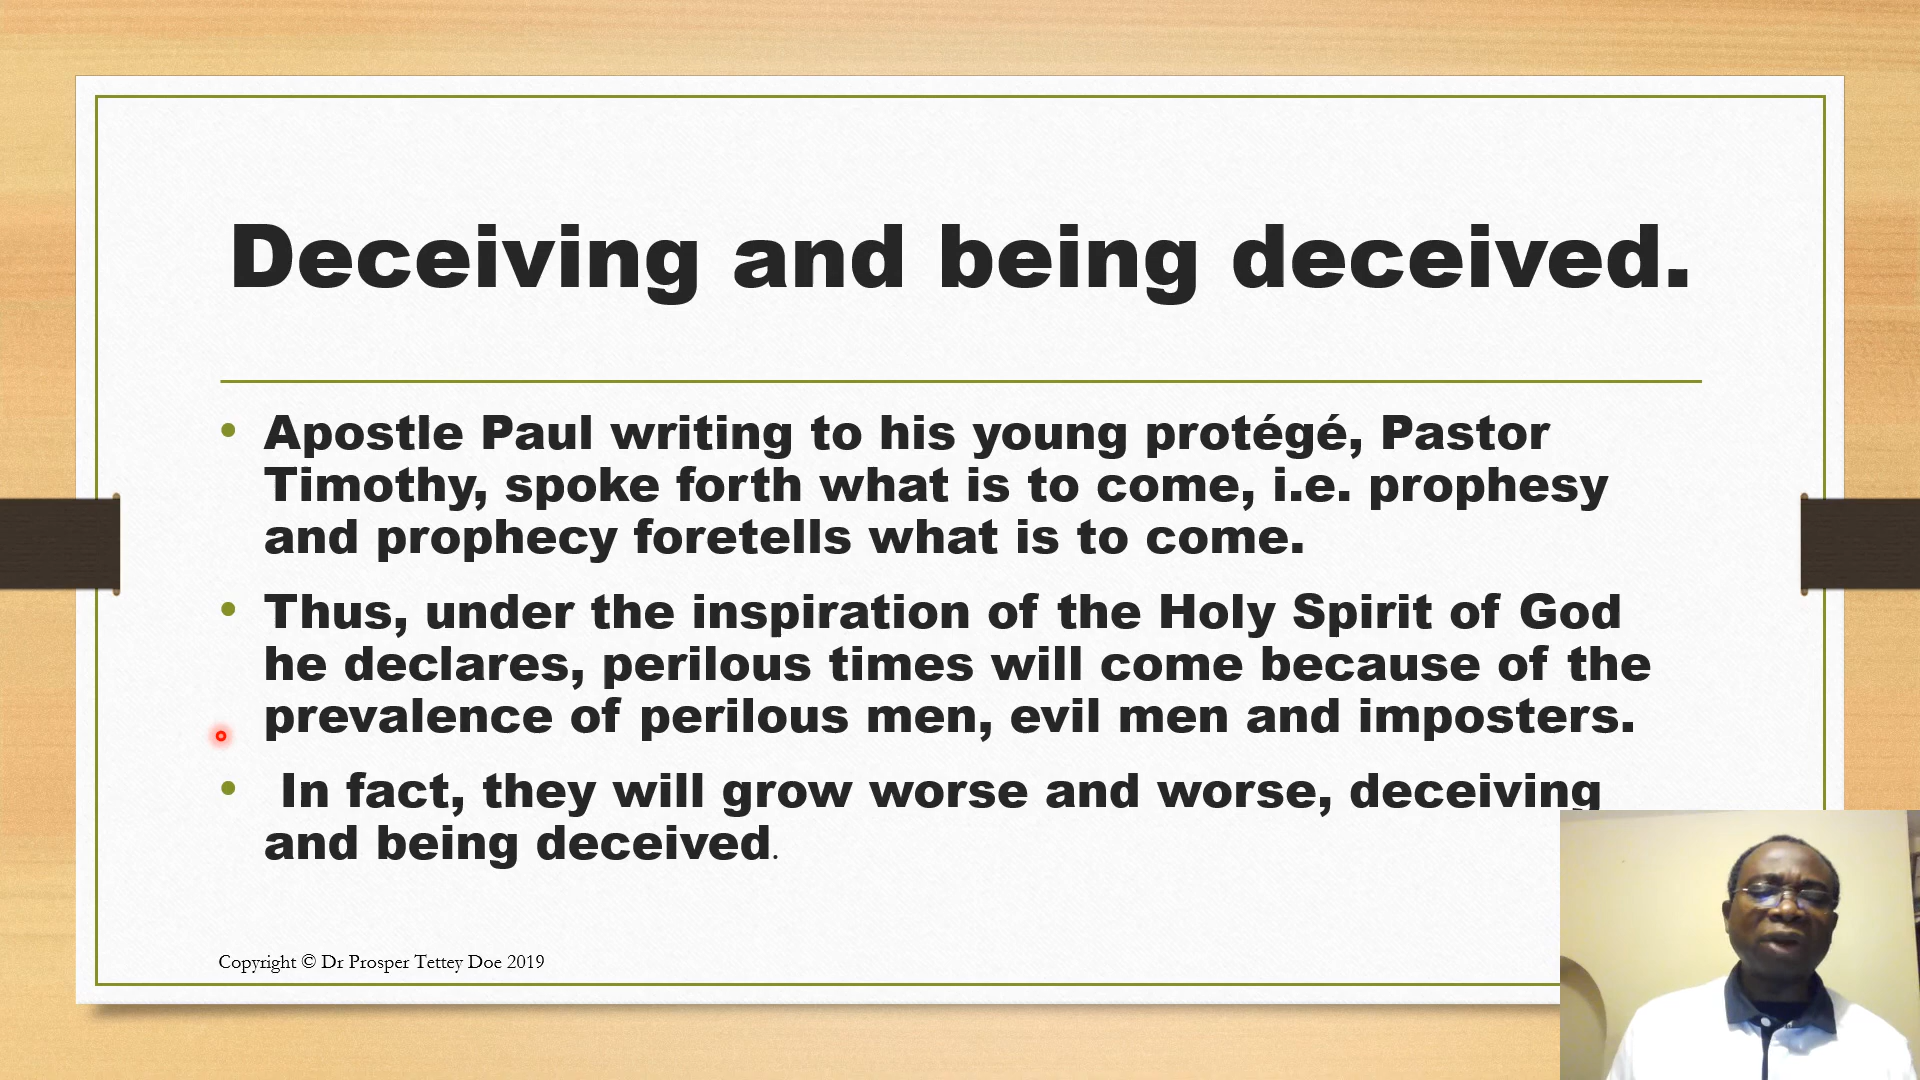 Deceiving and being deceived.
• Apostle Paul writing to his young protégé, Pastor
Timothy, spoke forth what is to come, i.e. prophesy
and prophecy foretells what is to come.
• Thus, under the inspiration of the Holy Spirit of God
he declares, perilous times will come because of the
prevalence of perilous men, evil men and imposters.
• In fact, they will grow worse and worse, deceiving
and being deceived.
Copyright © Dr Prosper Tettey Doe 2019